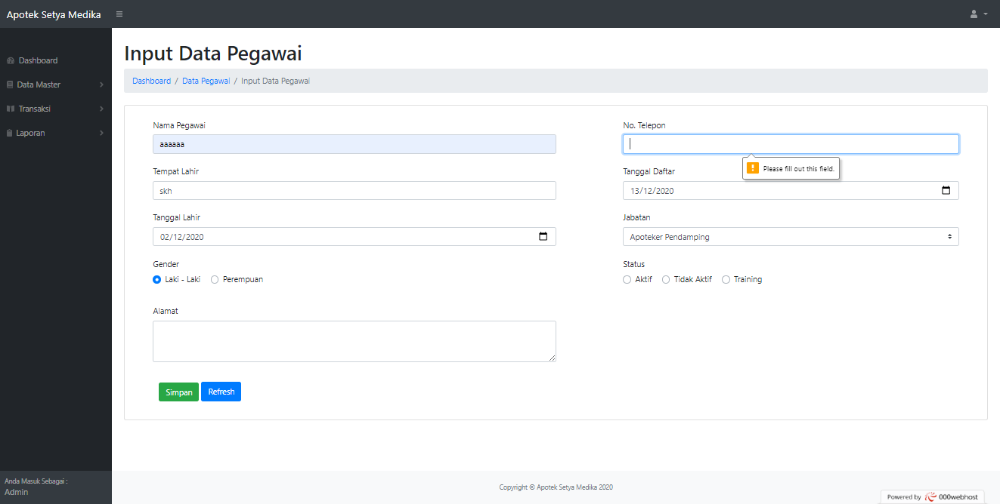 Apotek Setya Medika
Dashboard
Data Master
Transaksi
Laporan
Anda Masuk Sebagai :
Admin
Input Data Pegawai
Dashboard / Data Pegawai / Input Data Pegawai
Nama Pegawai
aaaaaa
Tempat Lahir
skh
Tanggal Lahir
02/12/2020
Gender
Laki - Laki Perempuan
Alamat
Simpan Refresh
No. Telepon
! Please fill out this field.
Tanggal Daftar
13/12/2020
Jabatan
Apoteker Pendamping
Status
Aktif Tidak Aktif Training
Copyright © Apotek Setya Medika 2020
Powered by 000webhost